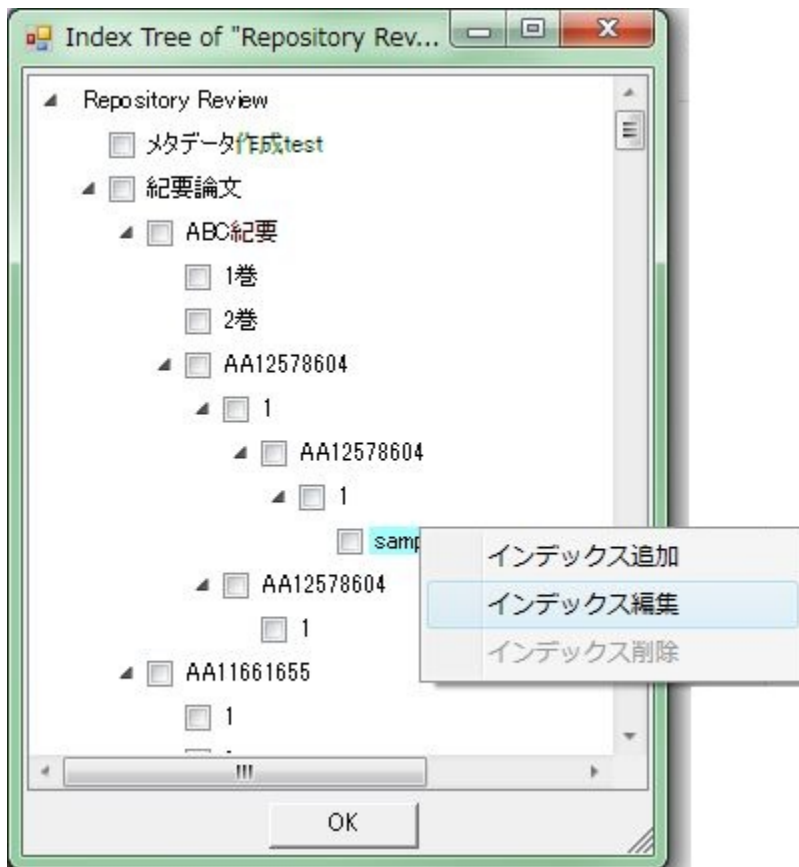 Index Tree of "Repository Rev...
Repository Review
メタデータ作成test
紀要論文
ABC紀要
1巻
2巻
AA12578604
1
AA12578604
1
インデックス追加
AA12578604
インデックス編集
1
インデックス削除
AA11661655
1
OK